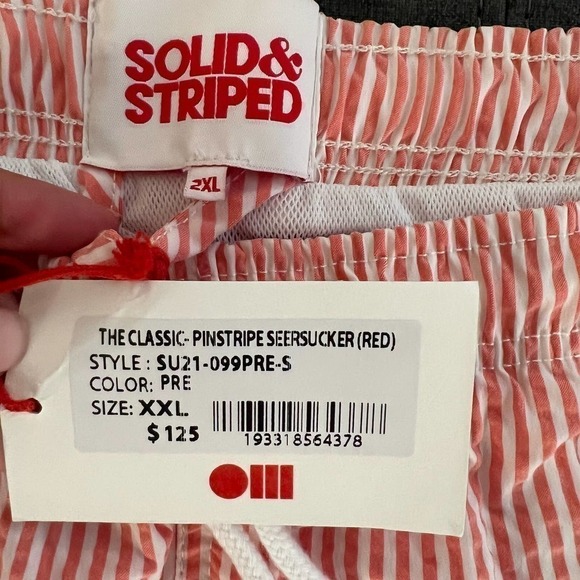 SOLID&
STRIPED
2XL
THE CLASSIC- PINSTRIPE SEERSUCKER (RED)
STYLE : SU21-099PRE-S
COLOR: PRE
SIZE: XXL
$125
193318564378